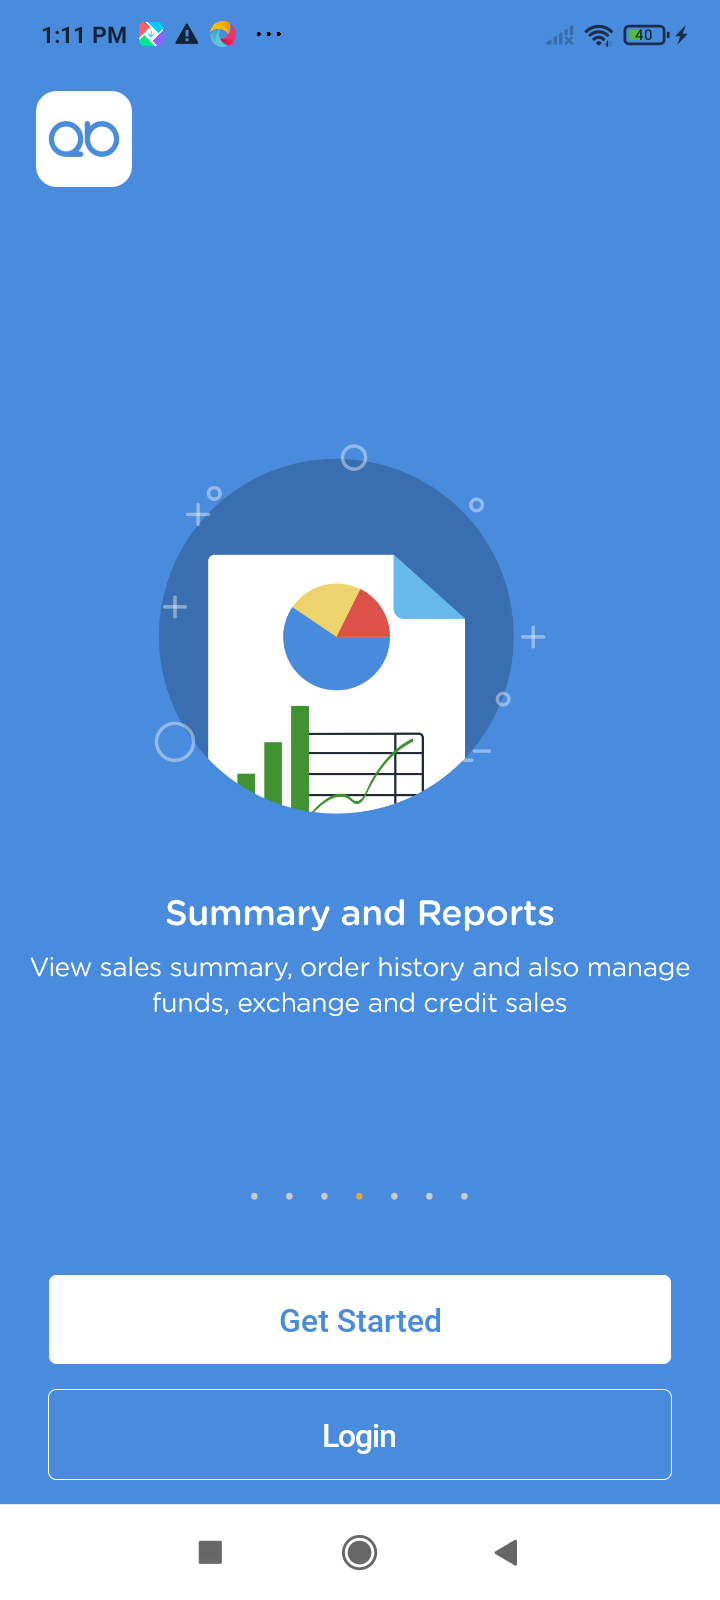 1:11 PM
40
Summary and Reports
View sales summary, order history and also manage
funds, exchange and credit sales
Get Started
Login